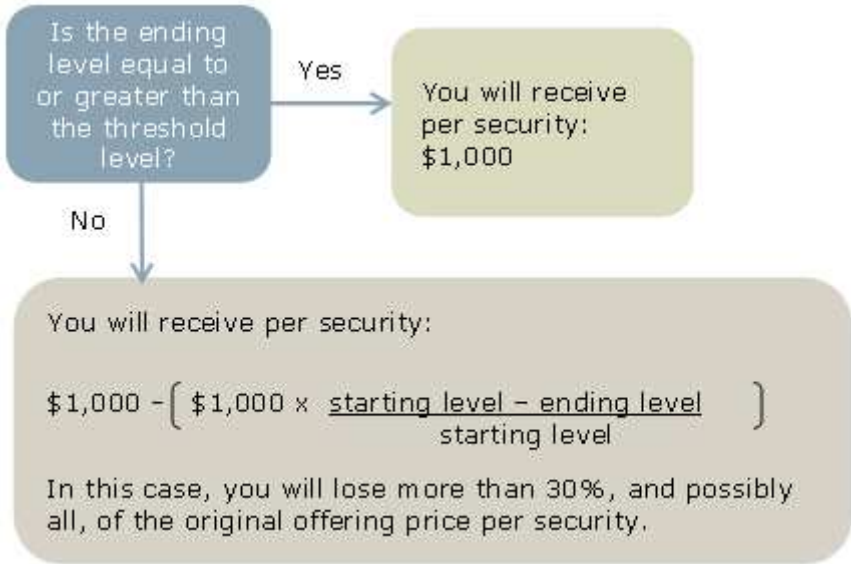 Is the ending
level equal to
or greater than
the threshold
level?
Yes
You will receive
per security:
$1,000
No
You will receive per security:
$1,000 - ( $1,000 x starting level – ending level )
starting level
In this case, you will lose more than 30%, and possibly
all, of the original offering price per security.